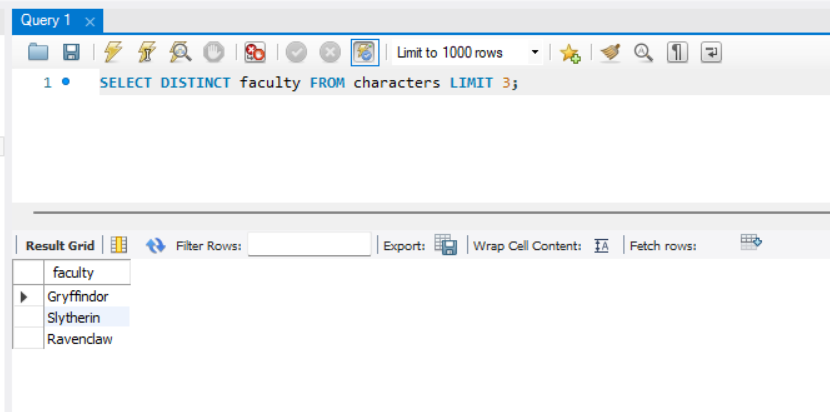 Query 1
Limit to 1000 rows
1 SELECT DISTINCT faculty FROM characters LIMIT 3;
Result Grid Filter Rows: Export: Wrap Cell Content: Fetch rows:
faculty
Gryffindor
Slytherin
Ravenclaw